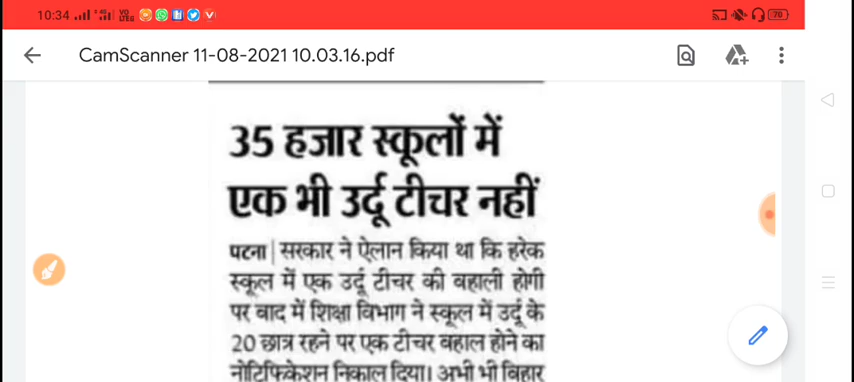 10:34
70
CamScanner 11-08-2021 10.03.16.pdf
35 हजार स्कूलों में
एक भी उर्दू टीचर नहीं
पटना | सरकार ने ऐलान किया था कि हरेक
स्कूल में एक उर्दू टीचर की बहाली होगी
पर बाद में शिक्षा विभाग ने स्कूल में उर्दू के
20 छात्र रहने पर एक टीचर बहाल होने का
नोटिफिकेशन निकाल दिया। अभी भी बिहार